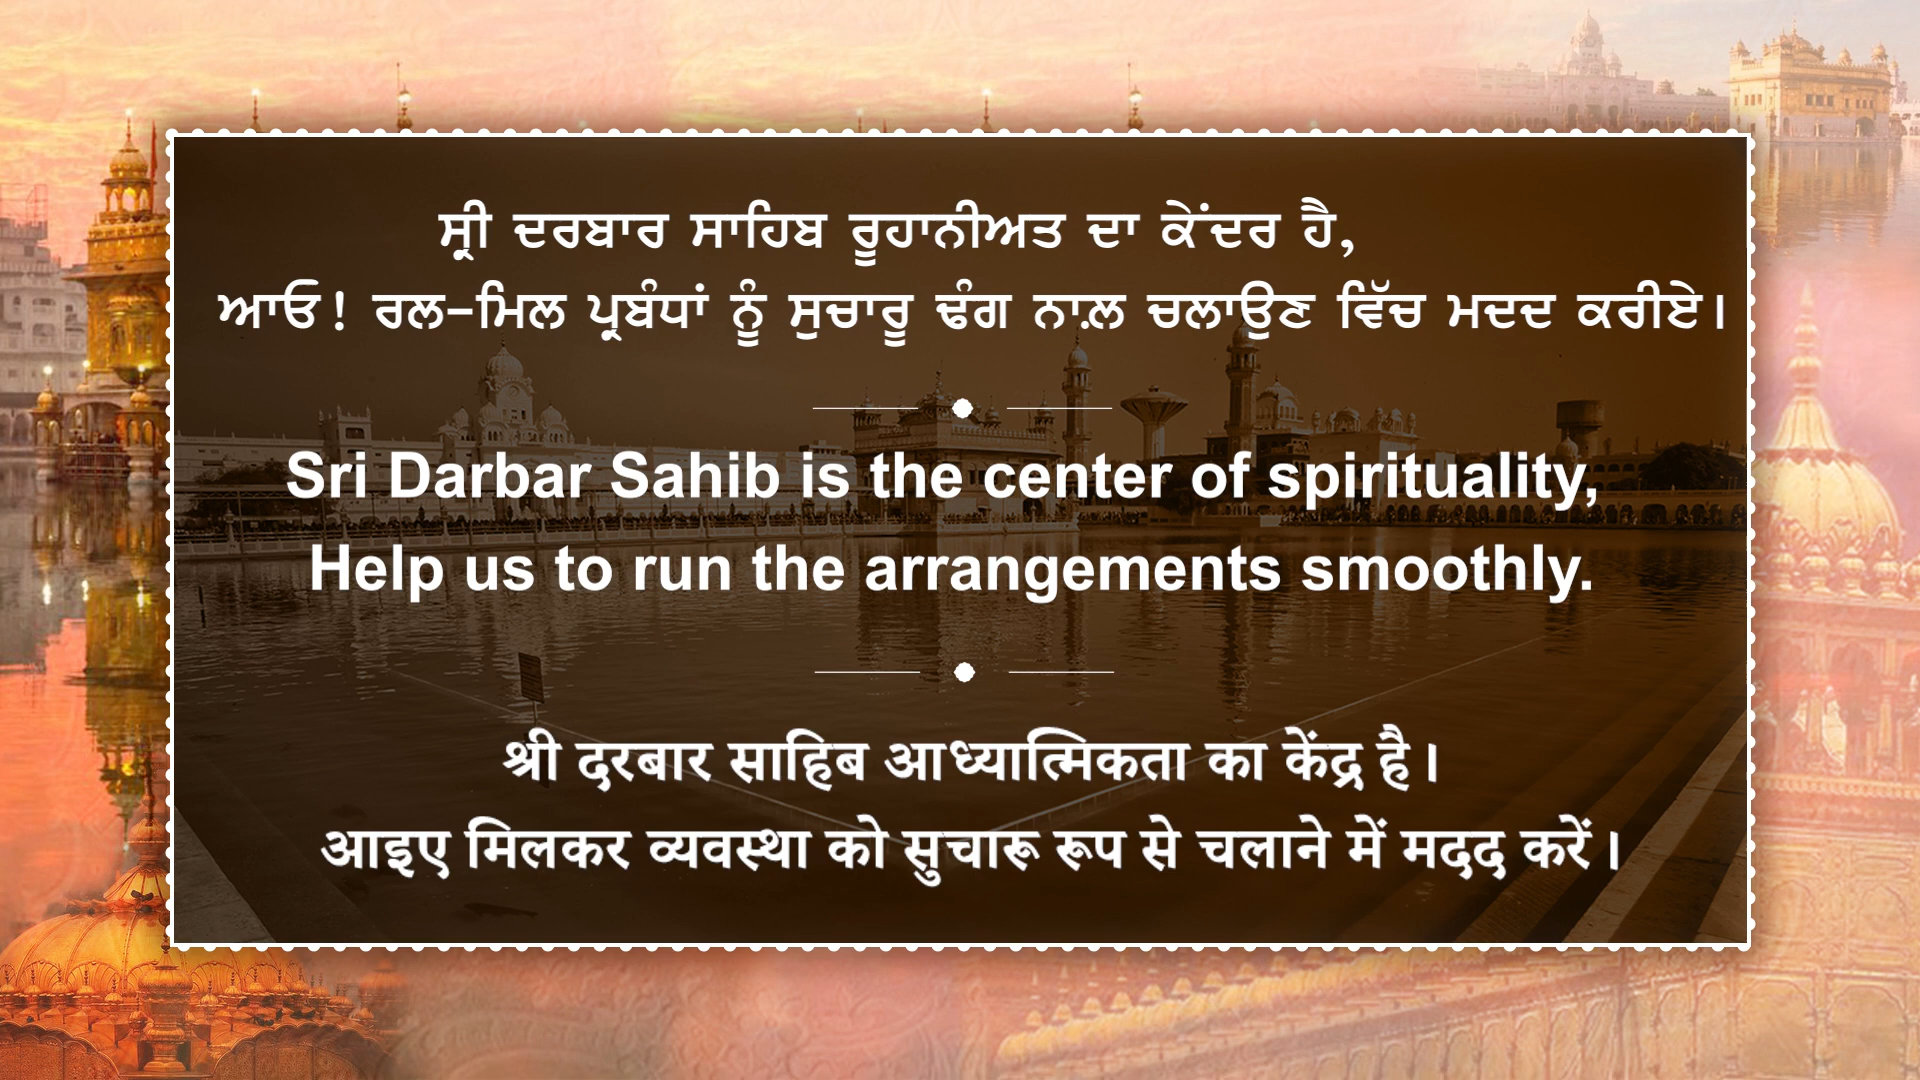 ਸ੍ਰੀ ਦਰਬਾਰ ਸਾਹਿਬ ਰੂਹਾਨੀਅਤ ਦਾ ਕੇਂਦਰ ਹੈ,
ਆਓ! ਰਲ-ਮਿਲ ਪ੍ਰਬੰਧਾਂ ਨੂੰ ਸੁਚਾਰੂ ਢੰਗ ਨਾਲ਼ ਚਲਾਉਣ ਵਿੱਚ ਮਦਦ ਕਰੀਏ।
Sri Darbar Sahib is the center of spirituality,
Help us to run the arrangements smoothly.
श्री दरबार साहिब आध्यात्मिकता का केंद्र है।
आइए मिलकर व्यवस्था को सुचारू रूप से चलाने में मदद करें।